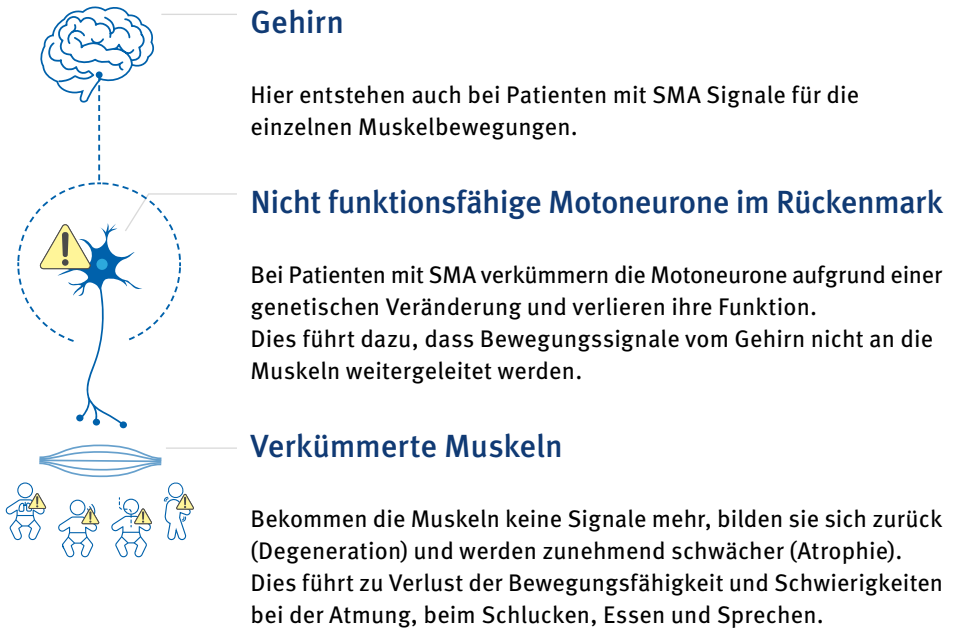 Gehirn
Hier entstehen auch bei Patienten mit SMA Signale für die
einzelnen Muskelbewegungen.
Nicht funktionsfähige Motoneurone im Rückenmark
Bei Patienten mit SMA verkümmern die Motoneurone aufgrund einer
genetischen Veränderung und verlieren ihre Funktion.
Dies führt dazu, dass Bewegungssignale vom Gehirn nicht an die
Muskeln weitergeleitet werden.
Verkümmerte Muskeln
Bekommen die Muskeln keine Signale mehr, bilden sie sich zurück
(Degeneration) und werden zunehmend schwächer (Atrophie).
Dies führt zu Verlust der Bewegungsfähigkeit und Schwierigkeiten
bei der Atmung, beim Schlucken, Essen und Sprechen.